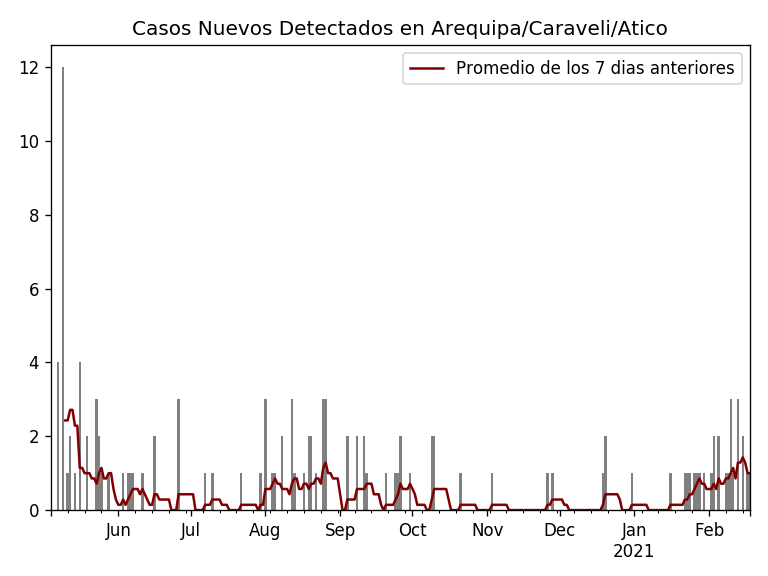 Casos Nuevos Detectados en Arequipa/Caraveli/Atico
Promedio de los 7 dias anteriores
12
10
8
6
4
2
0
Jun Jul Aug Sep Oct Nov Dec Jan Feb
2021